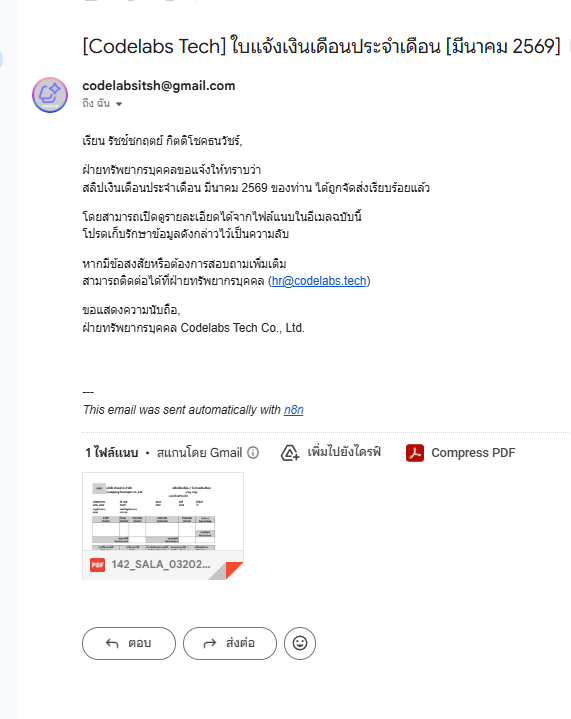 [Codelabs Tech] ใบแจ้งเงินเดือนประจำเดือน [มีนาคม 2569]
codelabsitsh@gmail.com
ถึง ฉัน
เรียน รัชช์ชกฤตย์ กิตติโชคธนวัชร์,
ฝ่ายทรัพยากรบุคคลขอแจ้งให้ทราบว่า
สลิปเงินเดือนประจำเดือน มีนาคม 2569 ของท่าน ได้ถูกจัดส่งเรียบร้อยแล้ว
โดยสามารถเปิดดูรายละเอียดได้จากไฟล์แนบในอีเมลฉบับนี้
โปรดเก็บรักษาข้อมูลดังกล่าวไว้เป็นความลับ
หากมีข้อสงสัยหรือต้องการสอบถามเพิ่มเติม
สามารถติดต่อได้ที่ฝ่ายทรัพยากรบุคคล (hr@codelabs.tech)
ขอแสดงความนับถือ,
ฝ่ายทรัพยากรบุคคล Codelabs Tech Co., Ltd.
---
This email was sent automatically with n8n
1 ไฟล์แนบ • สแกนโดย Gmail
เพิ่มไปยังไดรฟ์
Compress PDF
PDF
142_SALA_03202...
ตอบ
ส่งต่อ